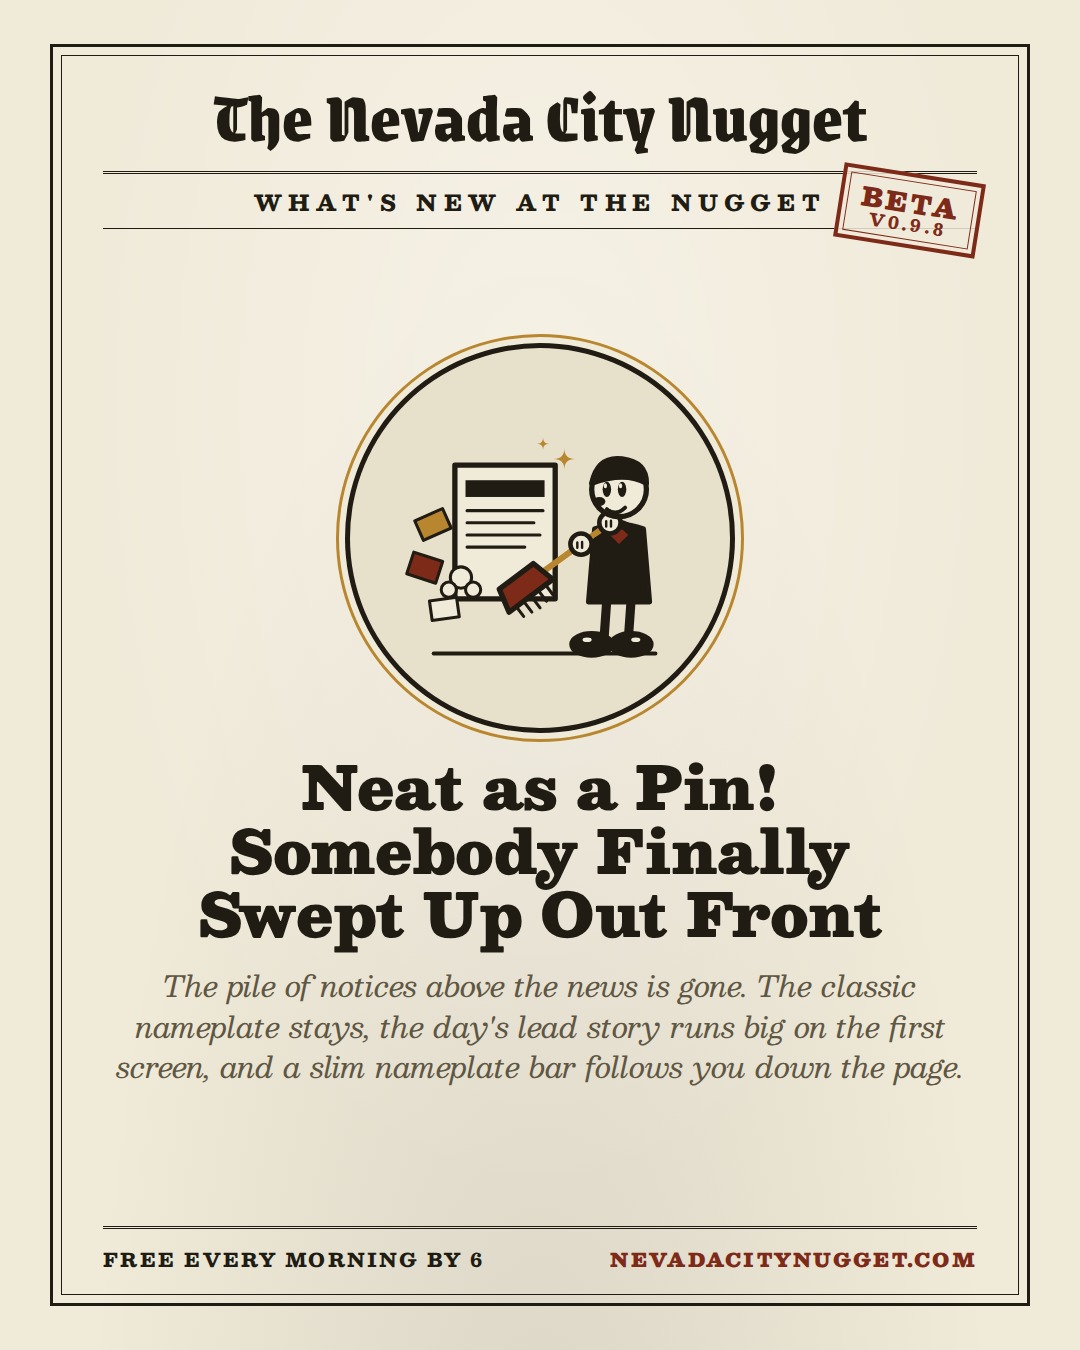 The Nevada City Nugget
WHAT'S NEW AT THE NUGGET
BETA
V0.9.8
Neat as a Pin!
Somebody Finally
Swept Up Out Front
The pile of notices above the news is gone. The classic
nameplate stays, the day's lead story runs big on the first
screen, and a slim nameplate bar follows you down the page.
FREE EVERY MORNING BY 6
NEVADACITYNUGGET.COM